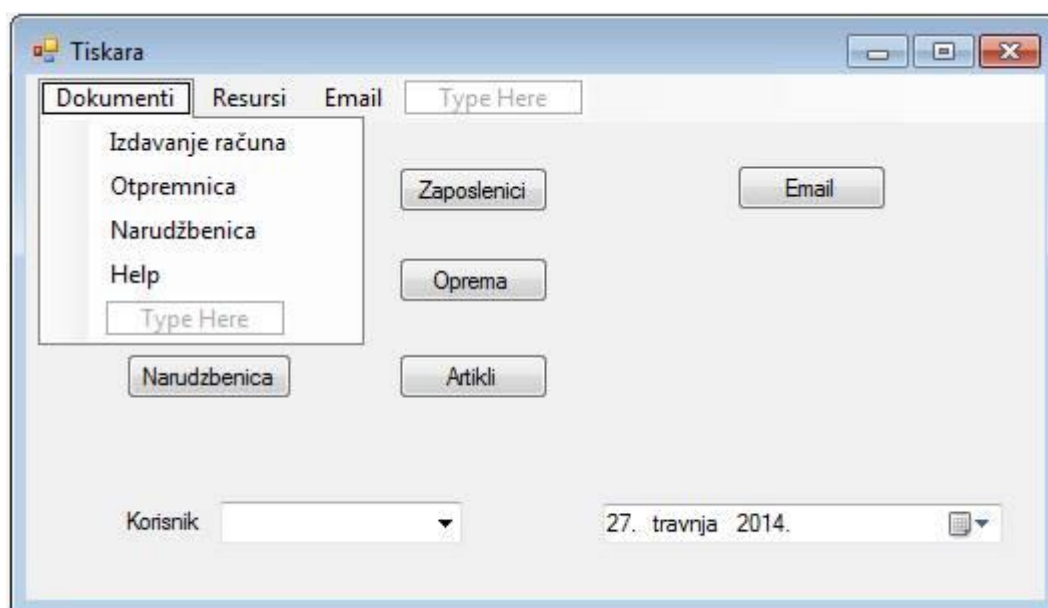 Tiskara
Dokumenti Resursi Email Type Here
Izdavanje računa
Otpremnica
Narudžbenica
Help
Type Here
Zaposlenici Email
Oprema
Narudzbenica Artikli
Korisnik 27. travnja 2014.